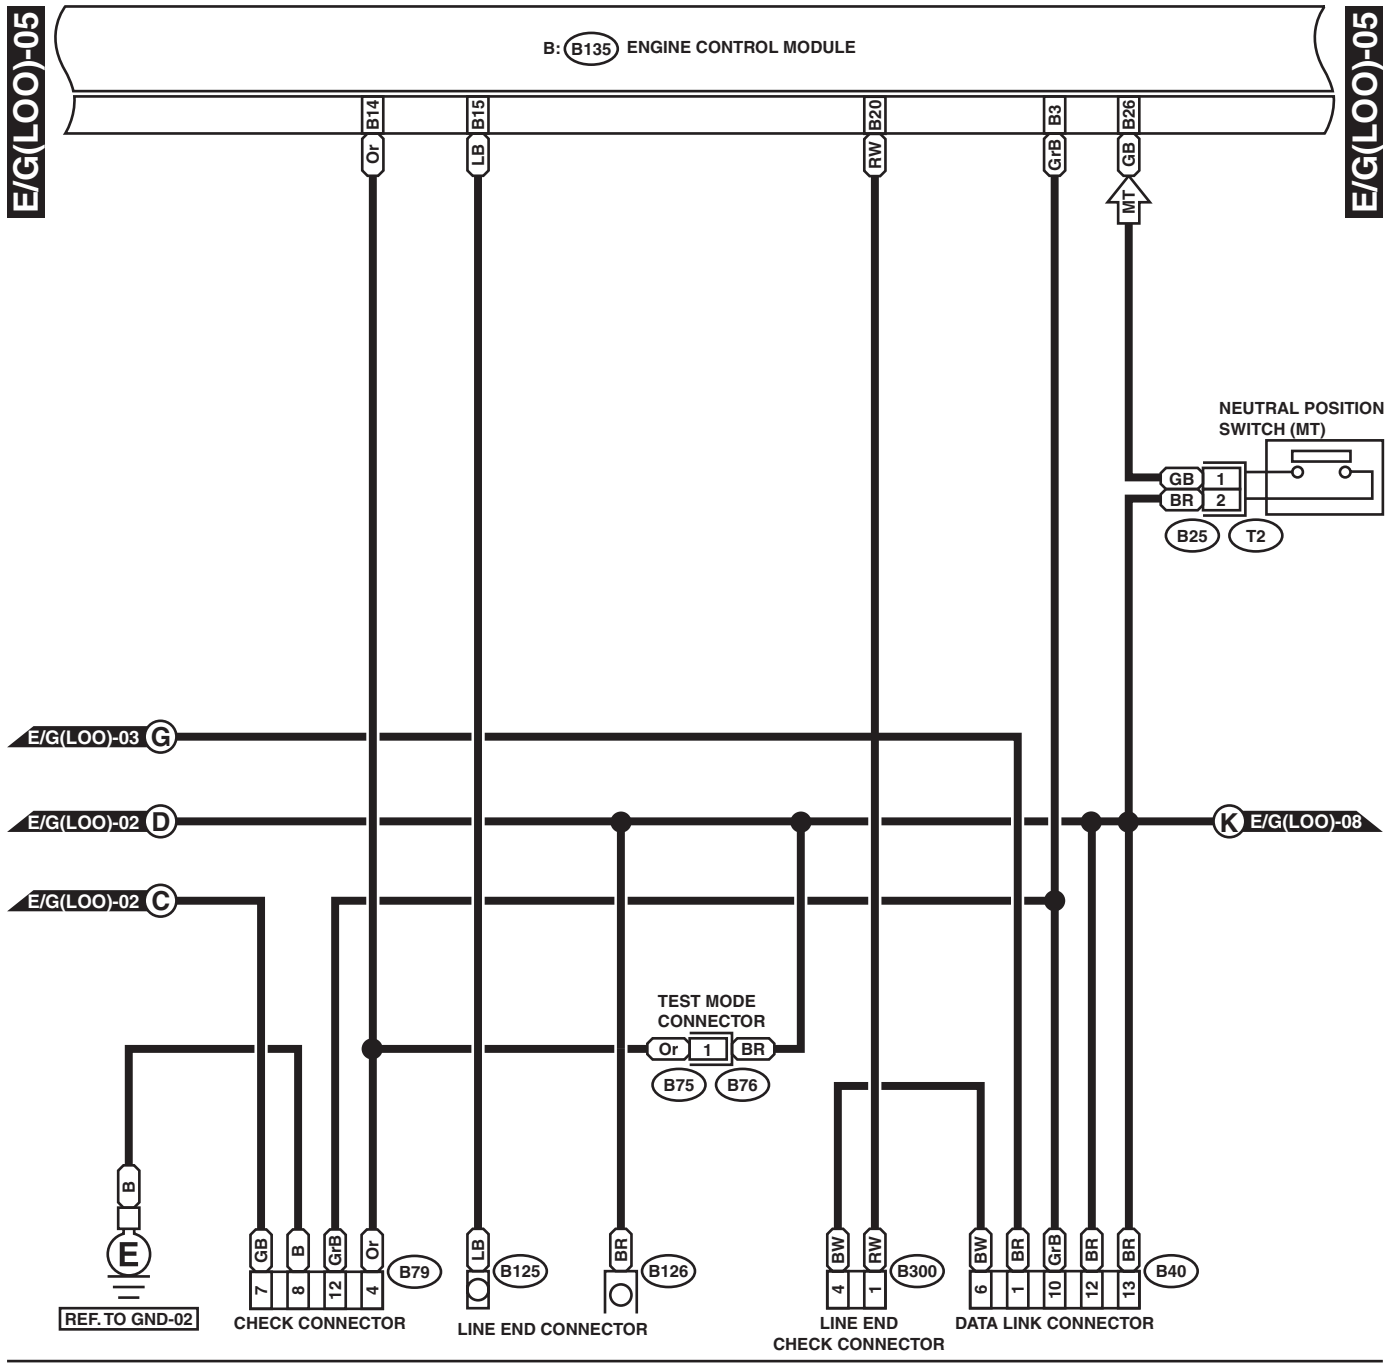 E/G(LOO)-05
E/G(LOO)-05
B: B135 ENGINE CONTROL MODULE
B14 B15 B20 B3 B26
Or LB RW GrB GB
MT
NEUTRAL POSITION
SWITCH (MT)
GB 1
BR 2
B25 T2
E/G(LOO)-03 G
E/G(LOO)-02 D
K E/G(LOO)-08
E/G(LOO)-02 C
TEST MODE
CONNECTOR
Or 1 BR
B75 B76
B
E
REF. TO GND-02
GB B GrB Or
7 8 12 4
B79
CHECK CONNECTOR
LB
B125
BR
B126
LINE END CONNECTOR
BW RW
4 1
B300
LINE END
CHECK CONNECTOR
BW BR GrB BR BR
6 1 10 12 13
B40
DATA LINK CONNECTOR